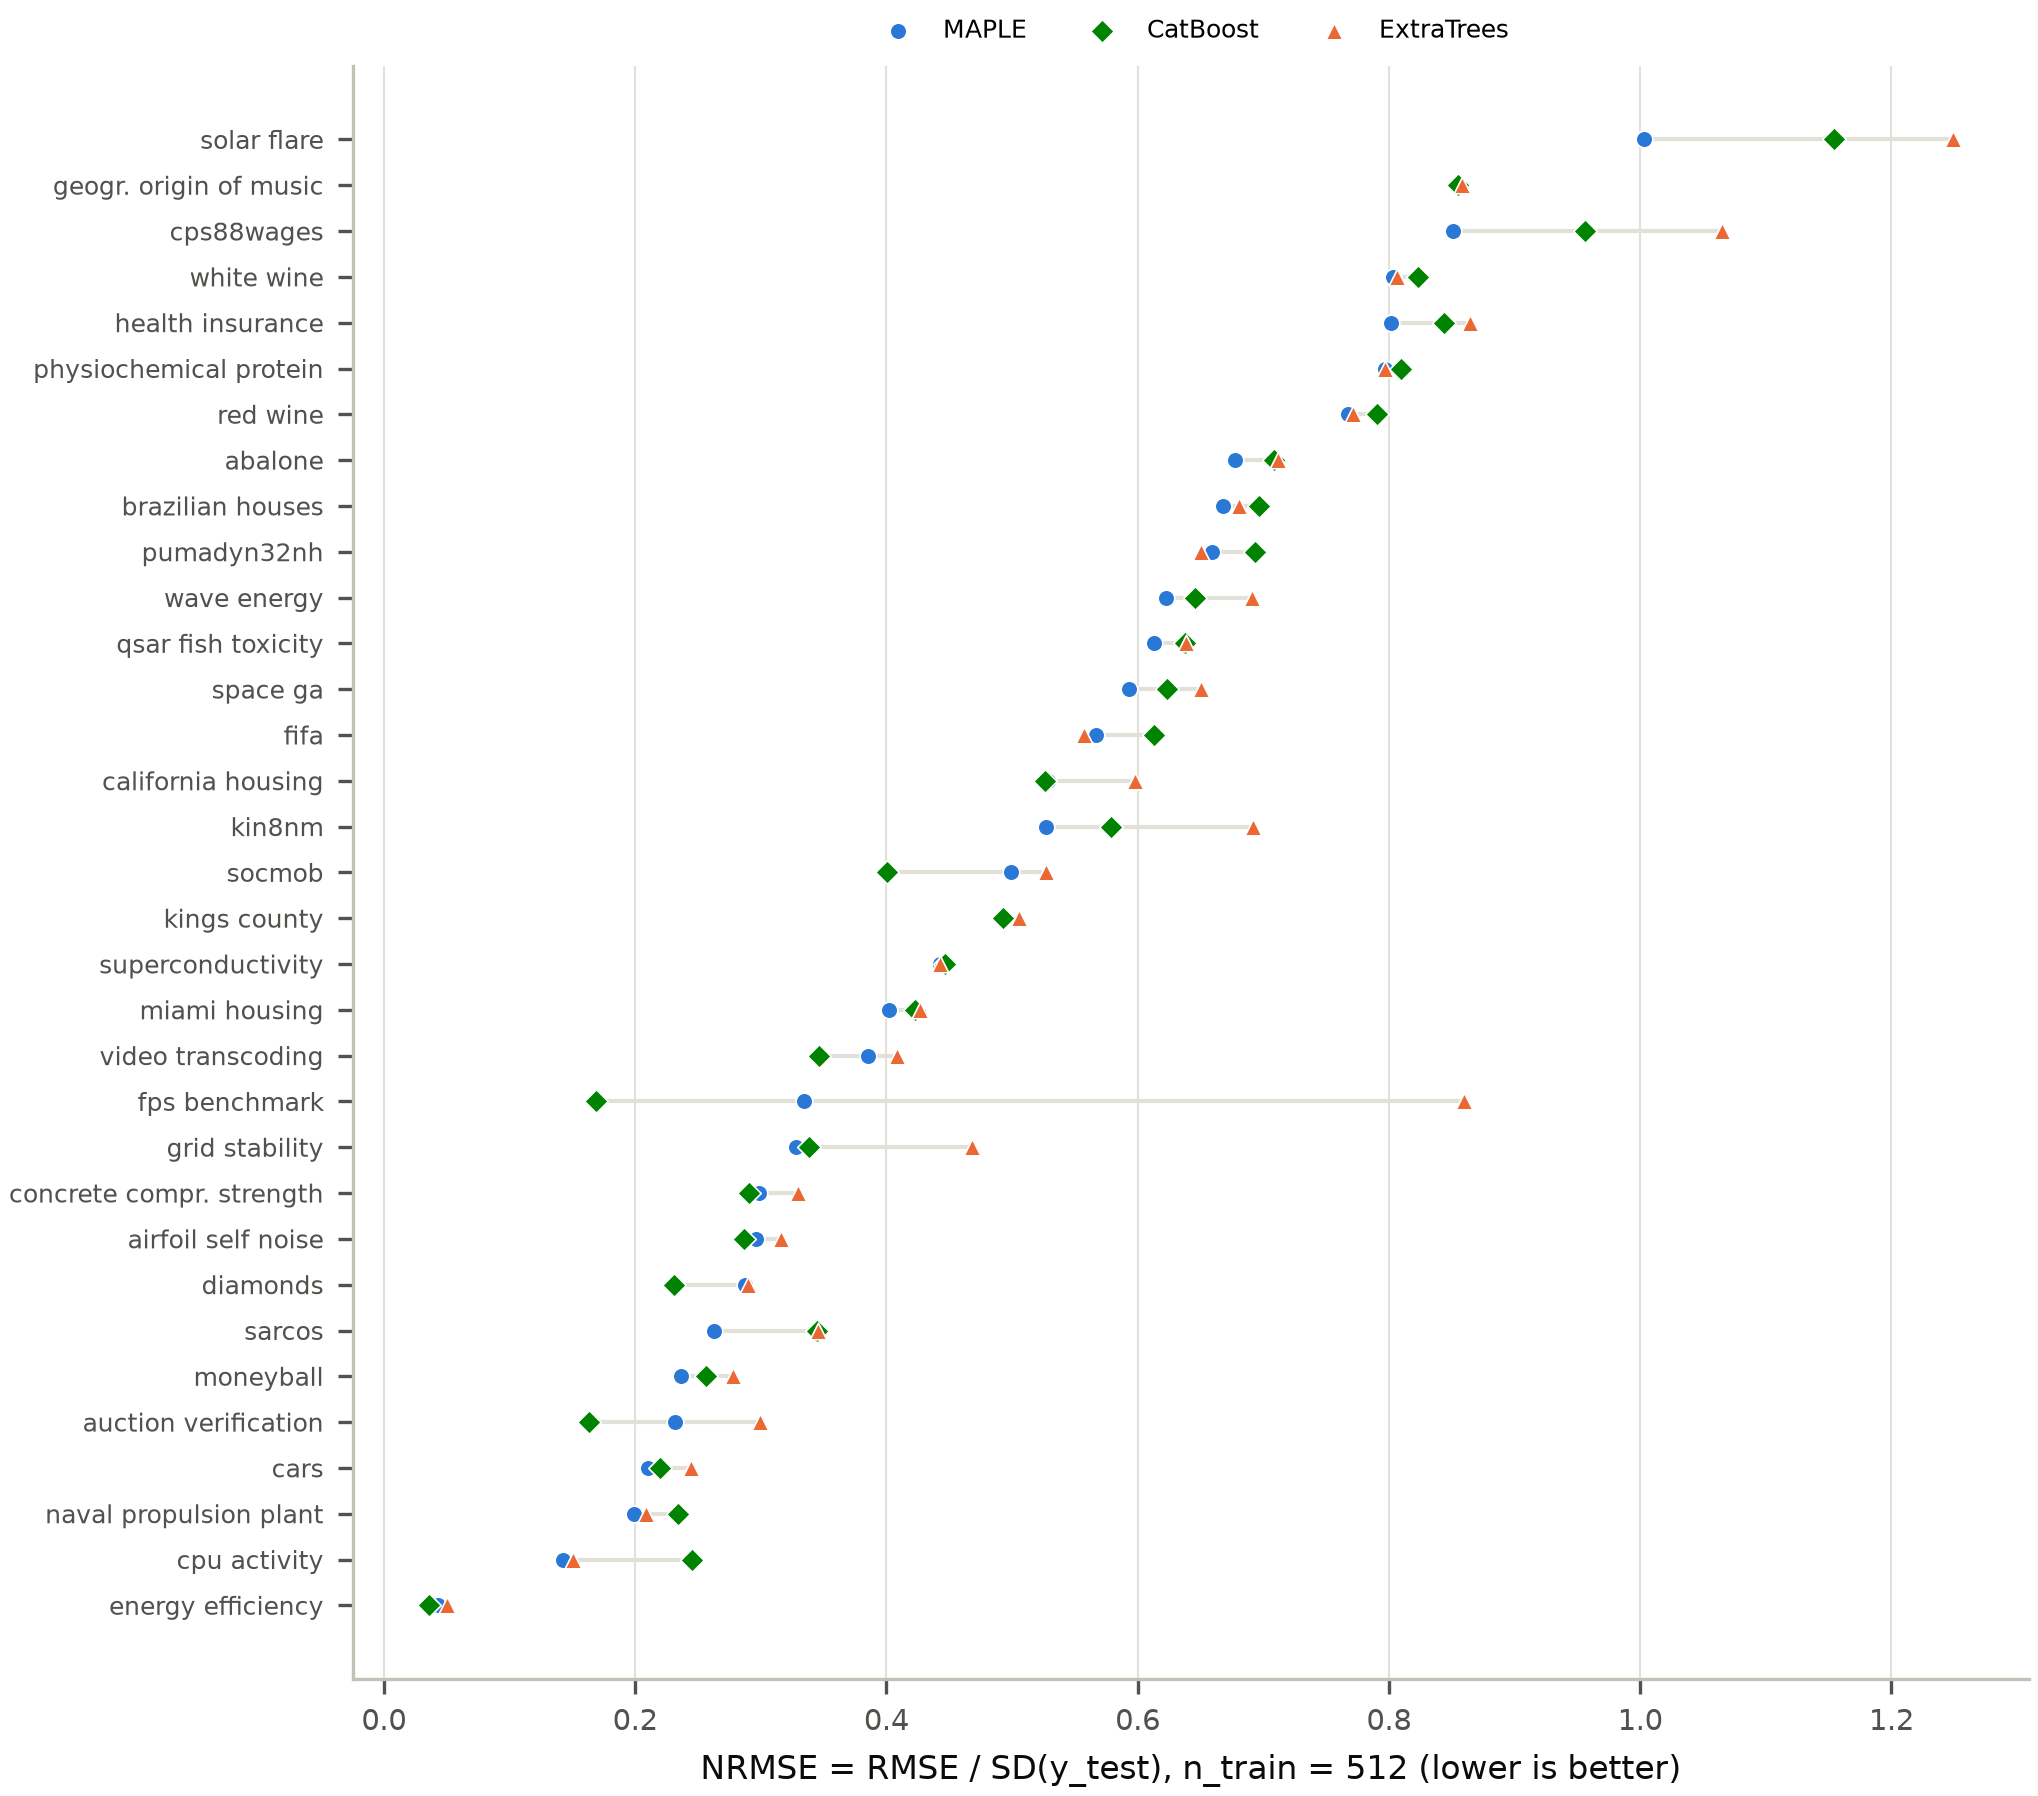 MAPLE CatBoost ExtraTrees
solar flare
geogr. origin of music
cps88wages
white wine
health insurance
physiochemical protein
red wine
abalone
brazilian houses
pumadyn32nh
wave energy
qsar fish toxicity
space ga
fifa
california housing
kin8nm
socmob
kings county
superconductivity
miami housing
video transcoding
fps benchmark
grid stability
concrete compr. strength
airfoil self noise
diamonds
sarcos
moneyball
auction verification
cars
naval propulsion plant
cpu activity
energy efficiency
0.0 0.2 0.4 0.6 0.8 1.0 1.2
NRMSE = RMSE / SD(y_test), n_train = 512 (lower is better)